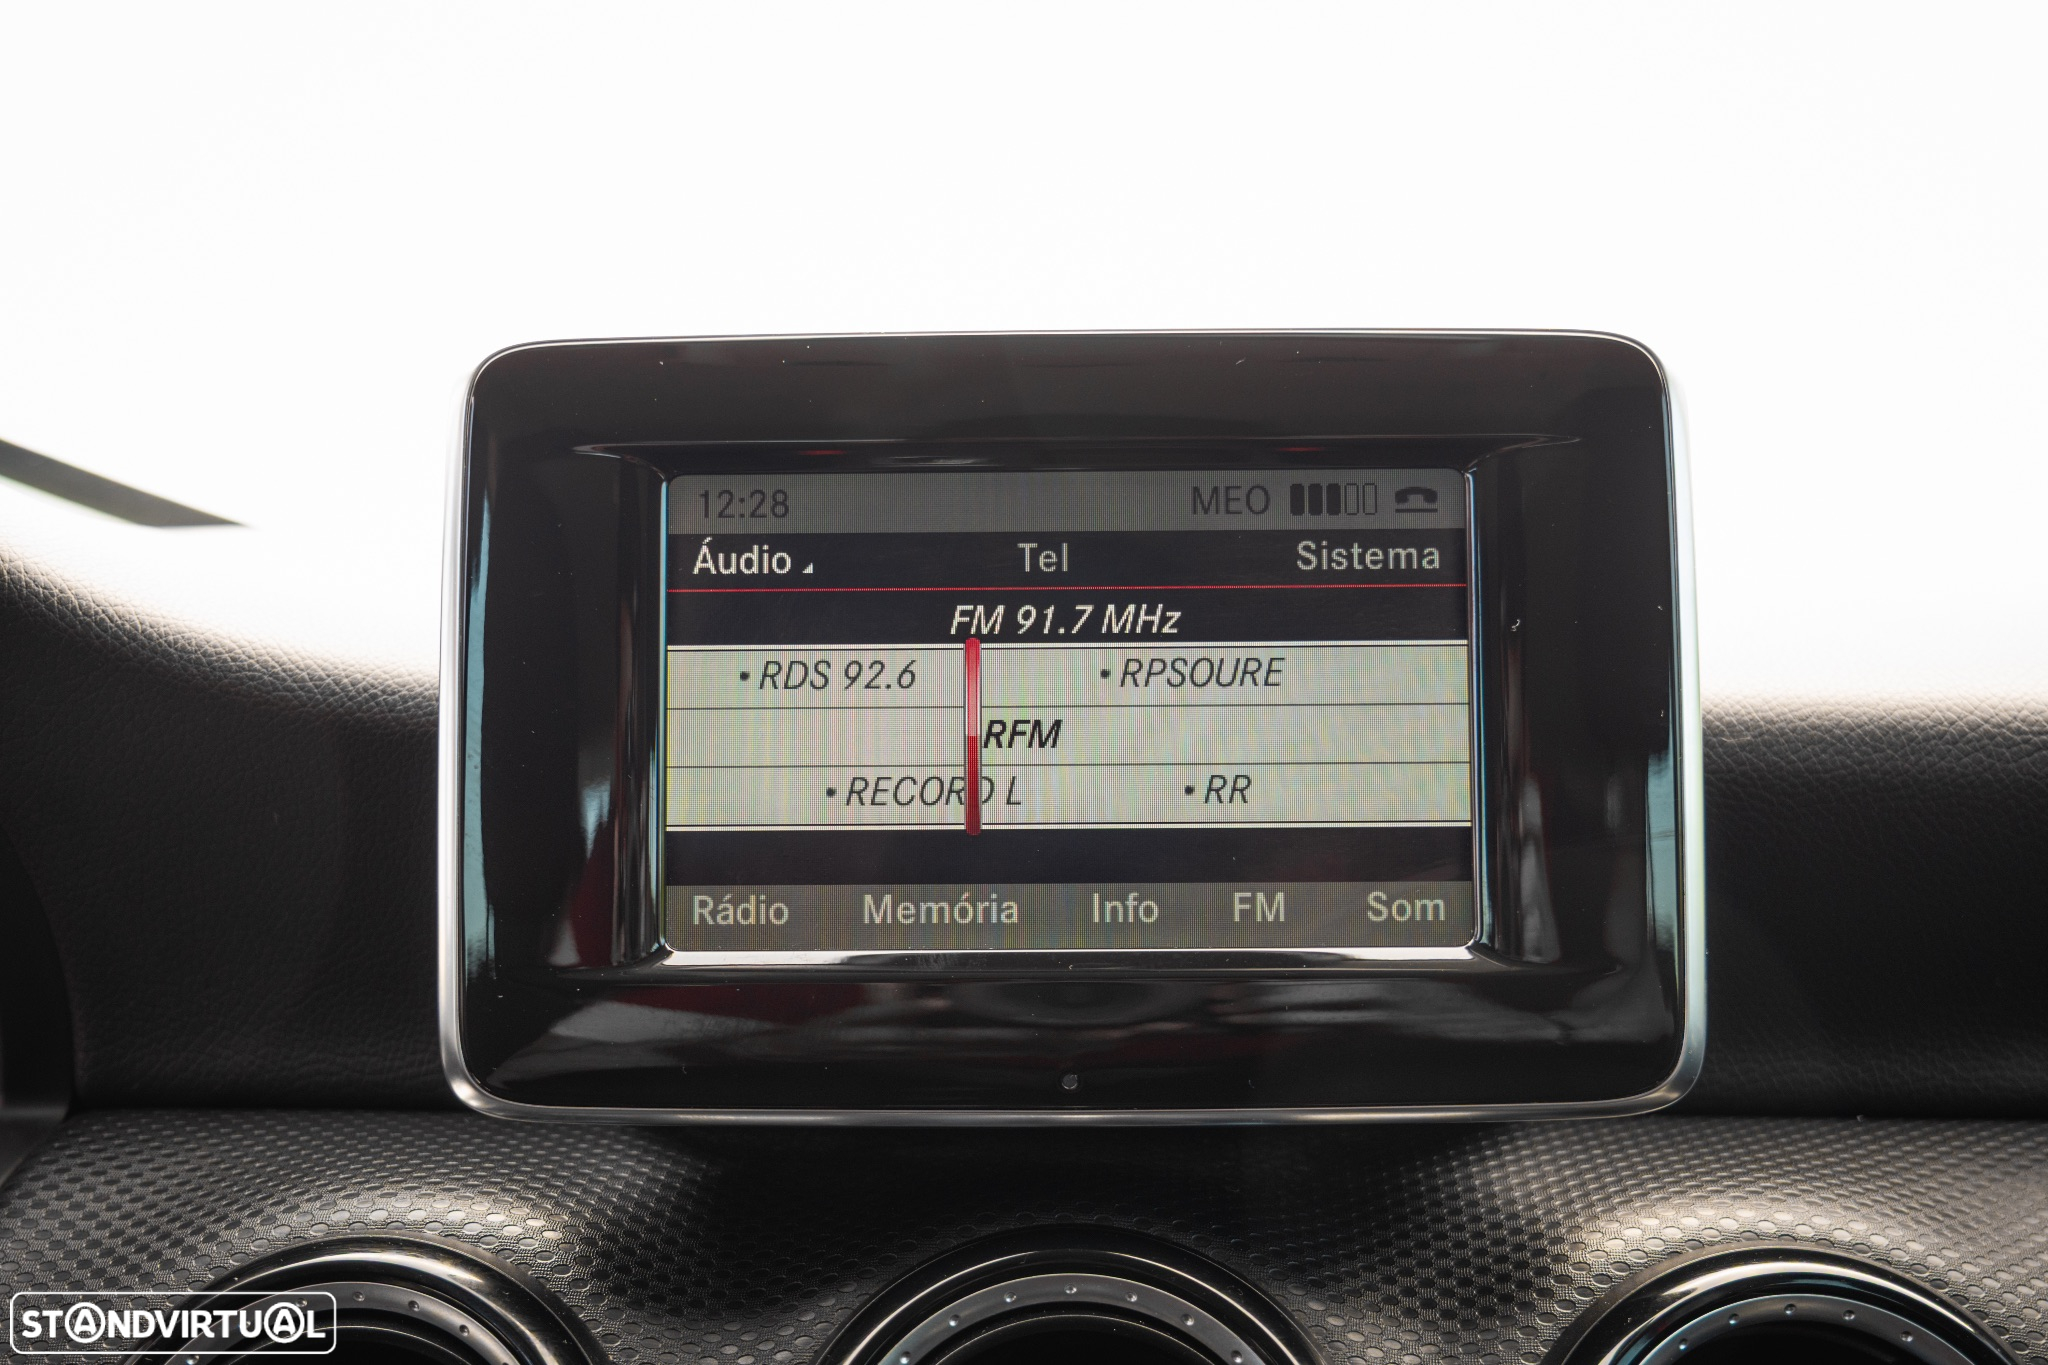 12:28 MEO
Áudio Tel Sistema
FM 91.7 MHz
• RDS 92.6 • RPSOURE
RFM
• RECORD L • RR
Rádio Memória Info FM Som
STANDVIRTUAL